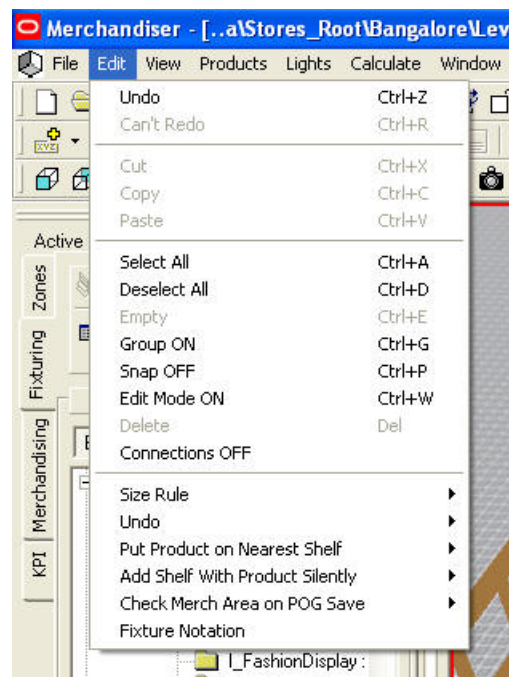 Merchandiser - [..a\Stores_Root\Bangalore\Lev
File Edit View Products Lights Calculate Window
Undo Ctrl+Z
Can't Redo Ctrl+R
XYZ
Cut Ctrl+X
Copy Ctrl+C
Paste Ctrl+V
Active
Select All Ctrl+A
Deselect All Ctrl+D
Empty Ctrl+E
Group ON Ctrl+G
Snap OFF Ctrl+P
Edit Mode ON Ctrl+W
Delete Del
Connections OFF
Size Rule
Undo
Put Product on Nearest Shelf
Add Shelf With Product Silently
Check Merch Area on POG Save
Fixture Notation
I_FashionDisplay :
Zones
Fixturing
Merchandising
KPI